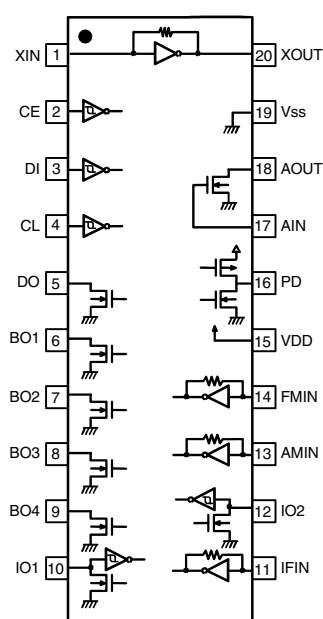 XIN 1 20 XOUT
CE 2 19 Vss
DI 3 18 AOUT
CL 4 17 AIN
DO 5 16 PD
BO1 6 15 VDD
BO2 7 14 FMIN
BO3 8 13 AMIN
BO4 9 12 IO2
IO1 10 11 IFIN